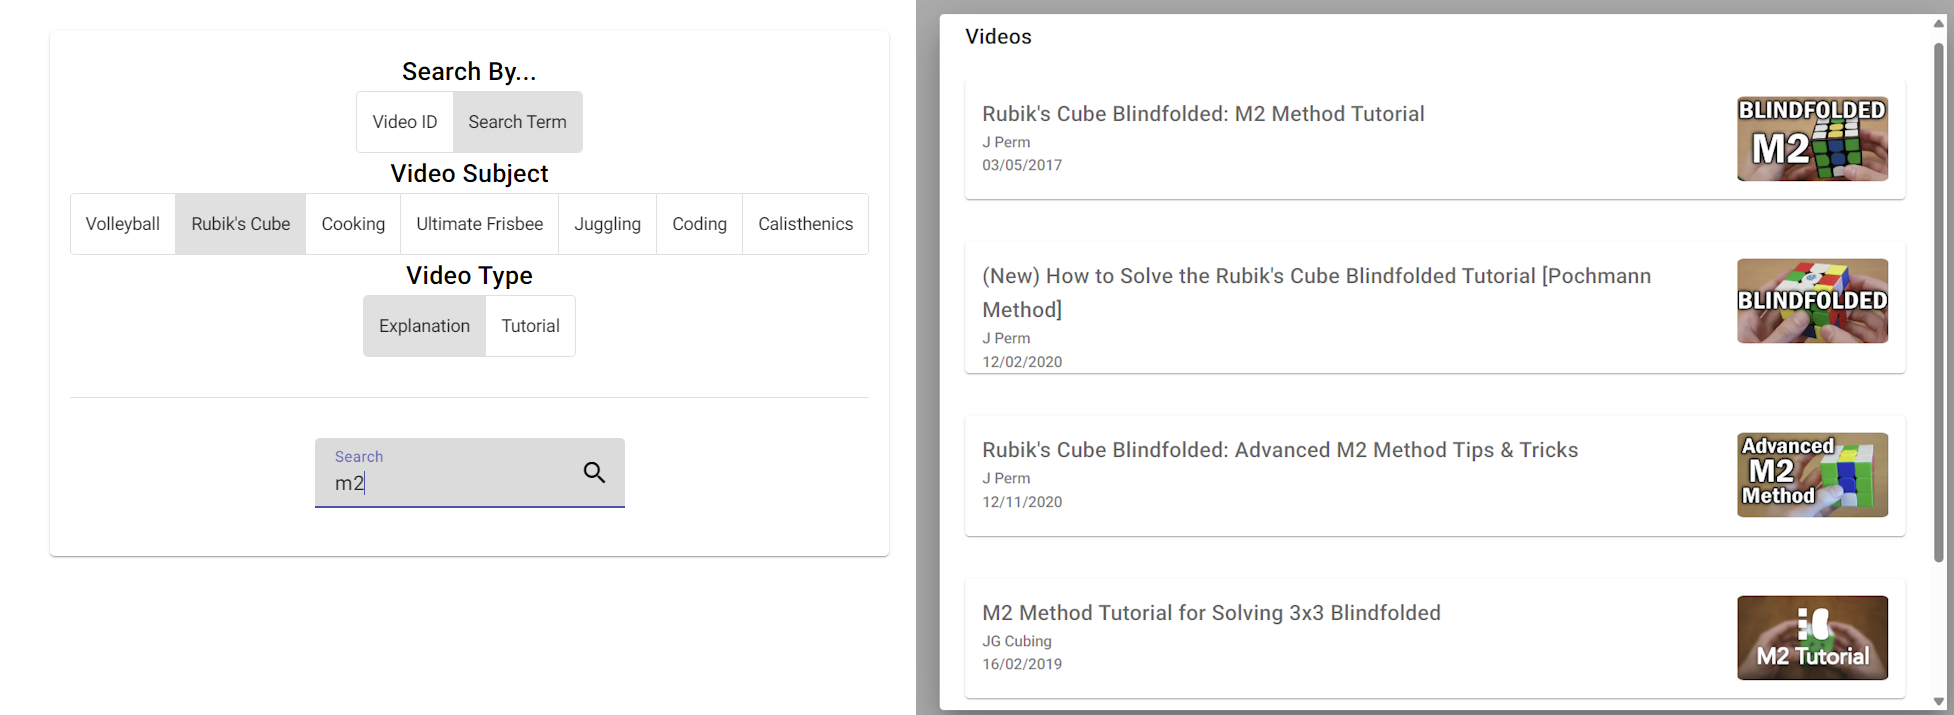 Search By...
Video ID
Search Term
Video Subject
Volleyball
Rubik's Cube
Cooking
Ultimate Frisbee
Juggling
Coding
Calisthenics
Video Type
Explanation
Tutorial
Search
m2
Videos
Rubik's Cube Blindfolded: M2 Method Tutorial
J Perm
03/05/2017
BLINDFOLDED
M2
(New) How to Solve the Rubik's Cube Blindfolded Tutorial [Pochmann
Method]
J Perm
12/02/2020
BLINDFOLDED
Rubik's Cube Blindfolded: Advanced M2 Method Tips & Tricks
J Perm
12/11/2020
Advanced
M2
Method
M2 Method Tutorial for Solving 3x3 Blindfolded
JG Cubing
16/02/2019
M2 Tutorial